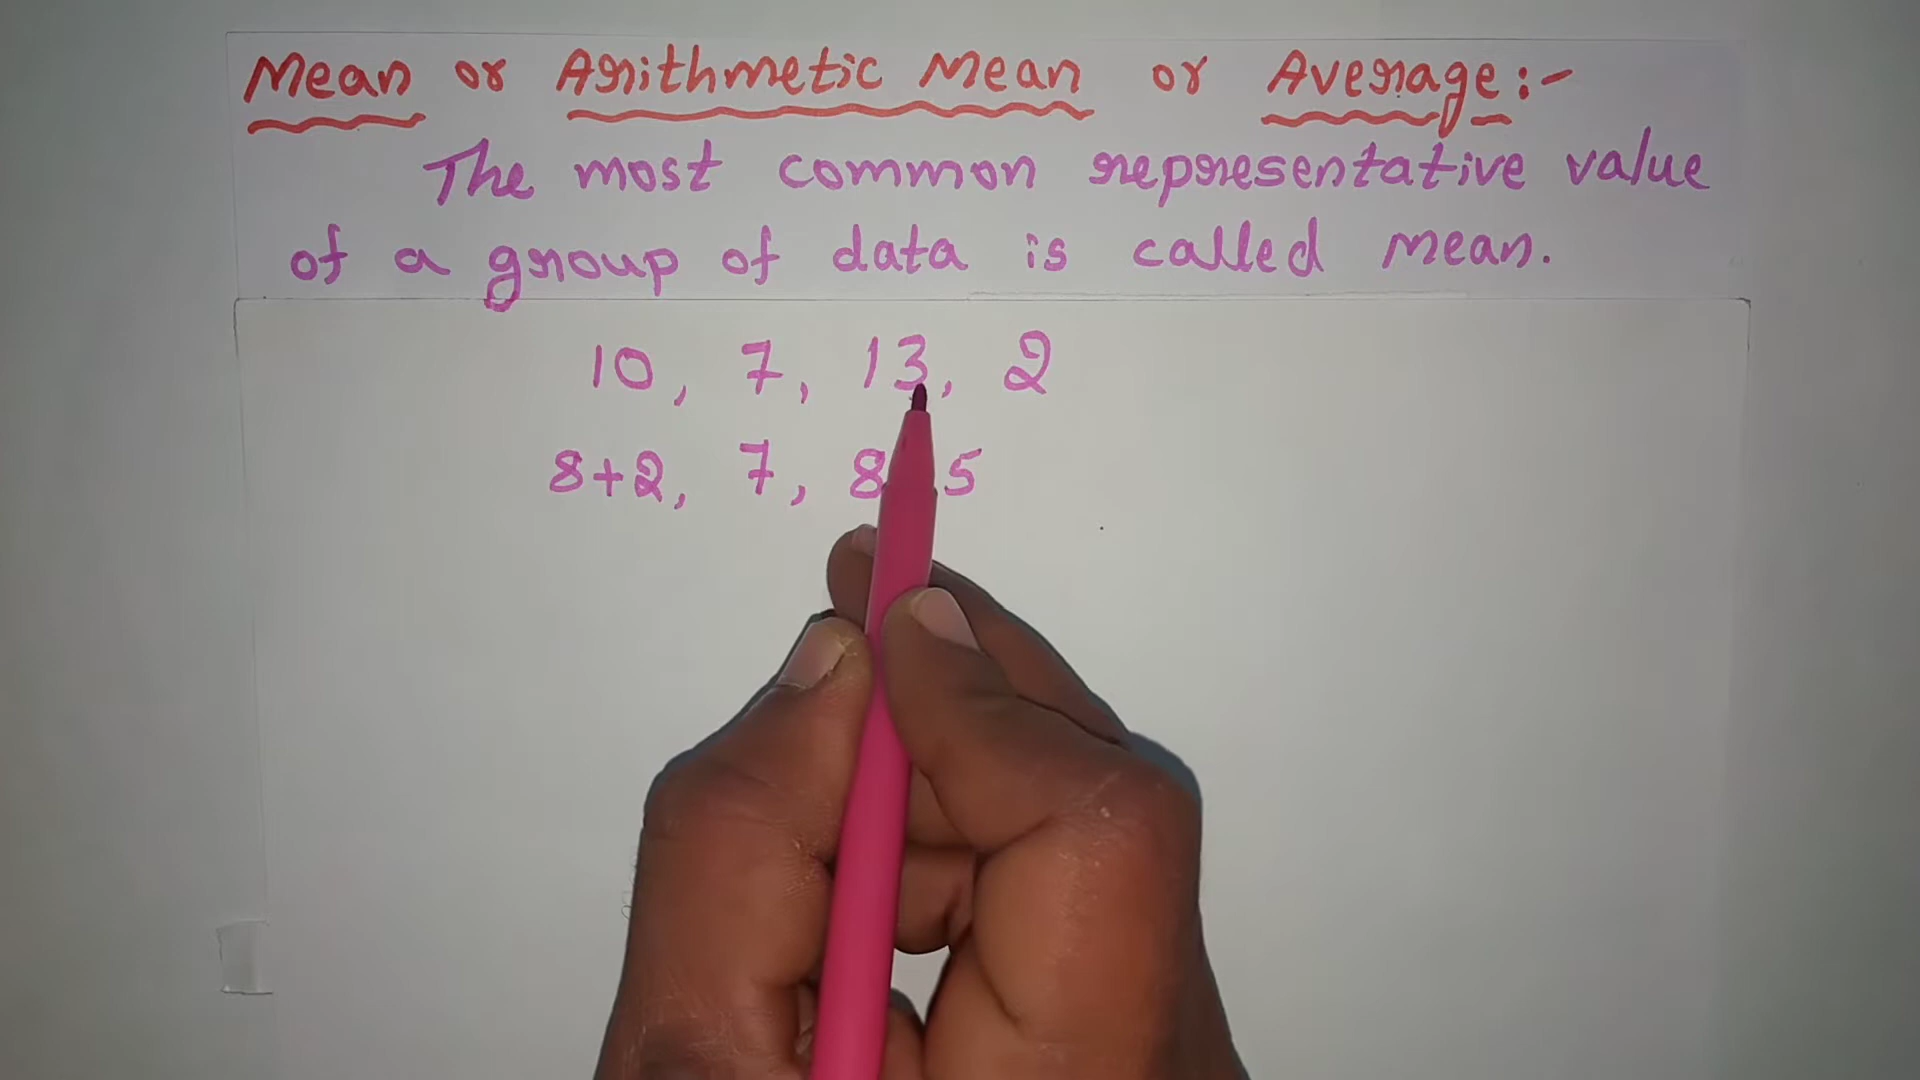 Mean or Arithmetic Mean or Average:-
The most common representative value
of a group of data is called Mean.
10, 7, 13, 2
8+2, 7, 8 5